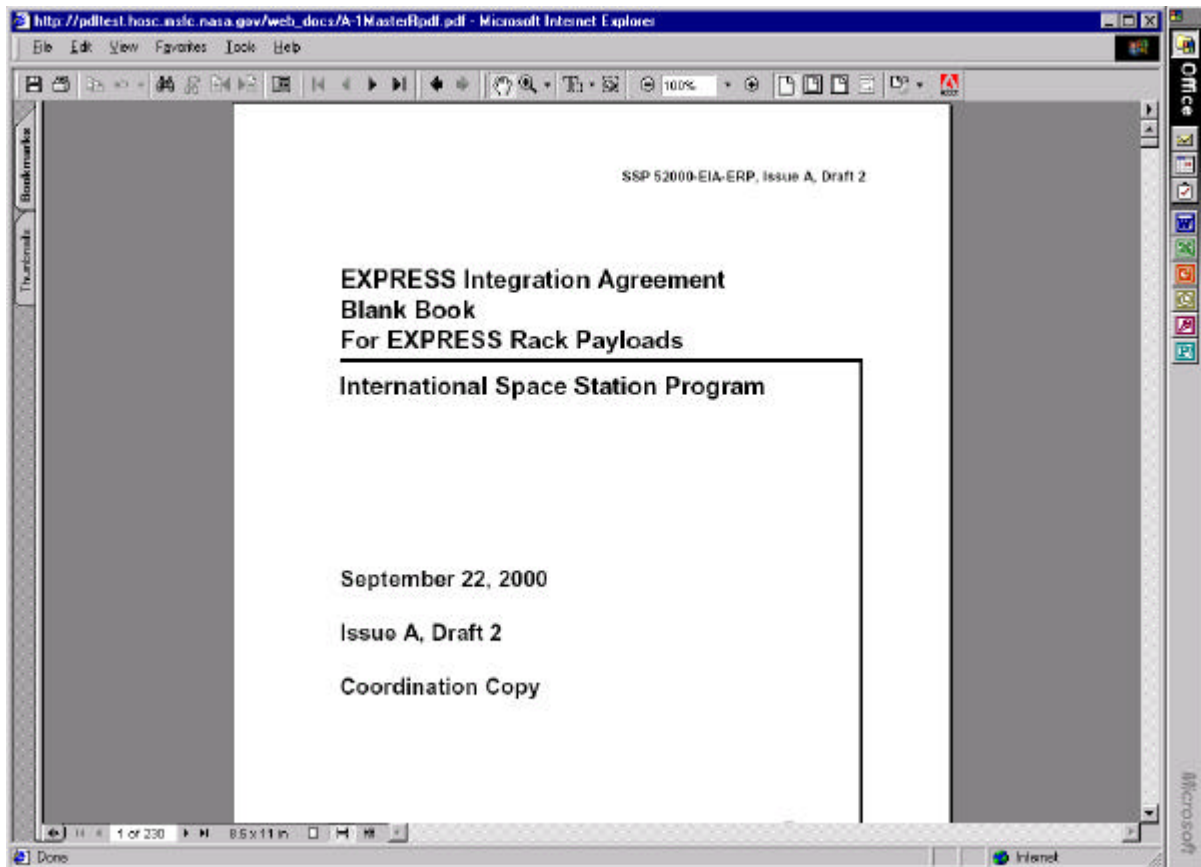 http://pdltest.hosc.msfc.nasa.gov/web_docs/A-1MasterRpdf.pdf - Microsoft Internet Explorer
File Edit View Favorites Tools Help
100%
Office
Bookmarks
Thumbnails
SSP 52000-EIA-ERP, Issue A, Draft 2
EXPRESS Integration Agreement
Blank Book
For EXPRESS Rack Payloads
International Space Station Program
September 22, 2000
Issue A, Draft 2
Coordination Copy
1 of 230 8.5 x 11 in
Done Internet
Microsoft